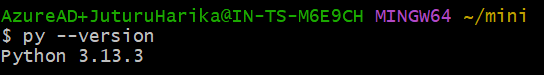 AzureAD+JuturuHarika@IN-TS-M6E9CH MINGW64 ~/mini
$ py --version
Python 3.13.3